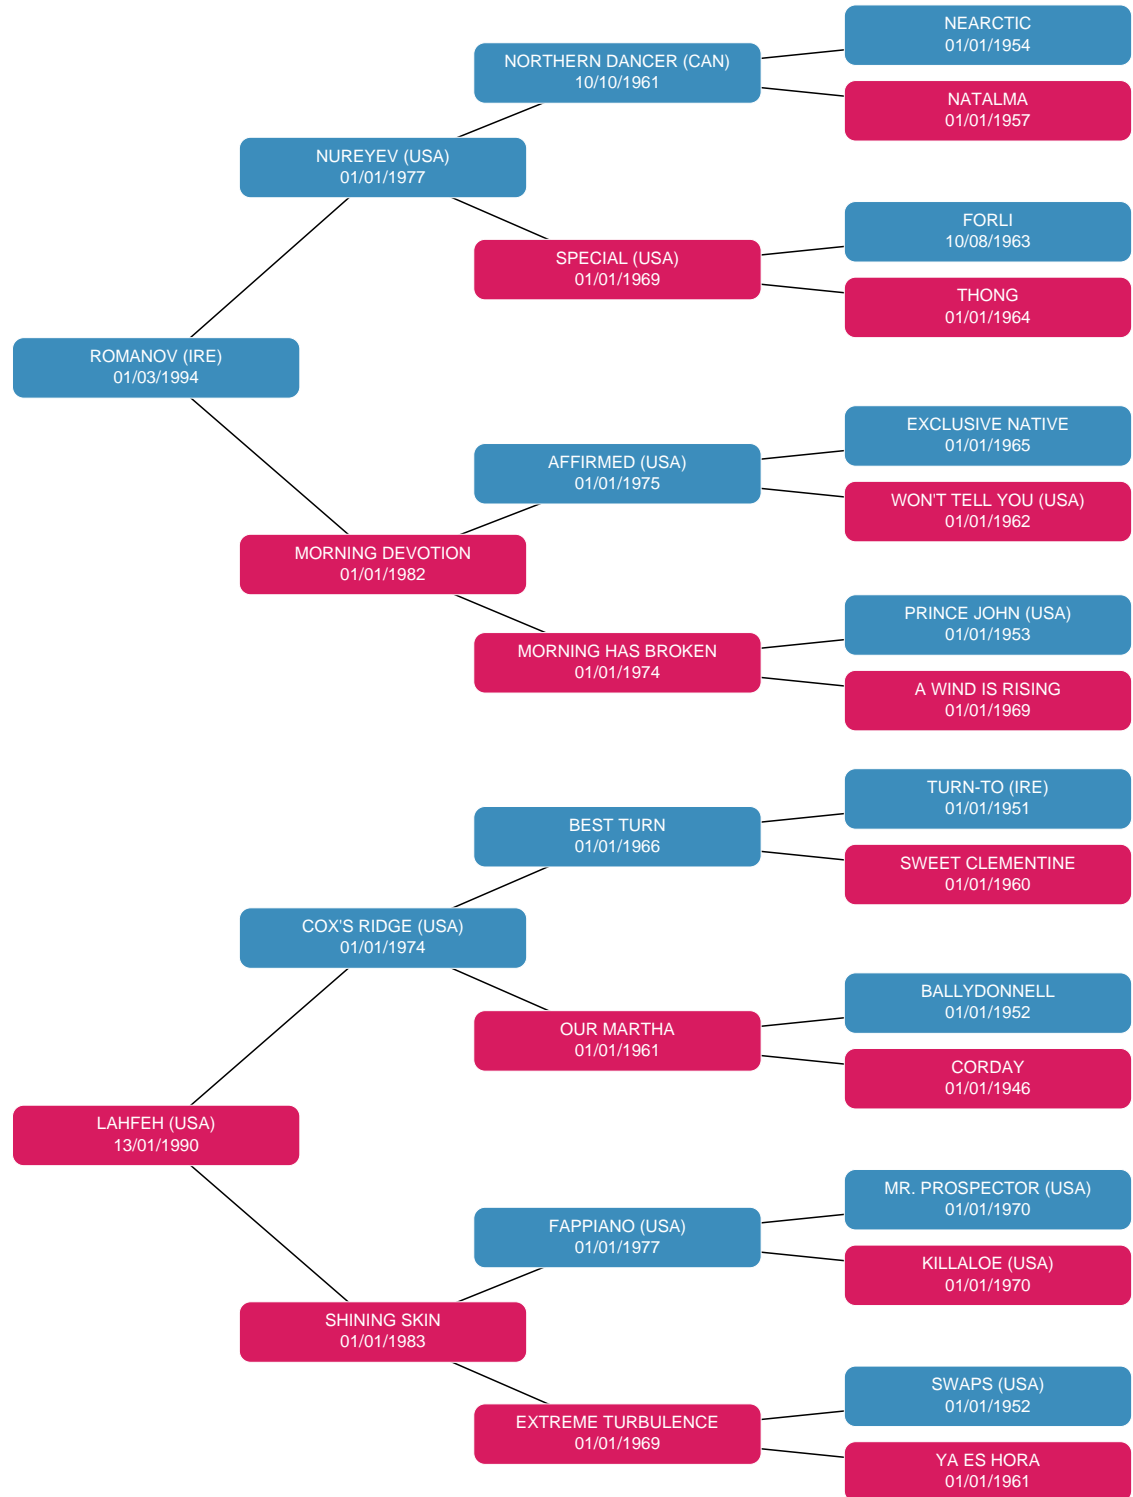 NEARCTIC
01/01/1954
NORTHERN DANCER (CAN)
10/10/1961
NATALMA
01/01/1957
NUREYEV (USA)
01/01/1977
FORLI
10/08/1963
SPECIAL (USA)
01/01/1969
THONG
01/01/1964
ROMANOV (IRE)
01/03/1994
EXCLUSIVE NATIVE
01/01/1965
AFFIRMED (USA)
01/01/1975
WON'T TELL YOU (USA)
01/01/1962
MORNING DEVOTION
01/01/1982
PRINCE JOHN (USA)
01/01/1953
MORNING HAS BROKEN
01/01/1974
A WIND IS RISING
01/01/1969
TURN-TO (IRE)
01/01/1951
BEST TURN
01/01/1966
SWEET CLEMENTINE
01/01/1960
COX'S RIDGE (USA)
01/01/1974
BALLYDONNELL
01/01/1952
OUR MARTHA
01/01/1961
CORDAY
01/01/1946
LAHFEH (USA)
13/01/1990
MR. PROSPECTOR (USA)
01/01/1970
FAPPIANO (USA)
01/01/1977
KILLALOE (USA)
01/01/1970
SHINING SKIN
01/01/1983
SWAPS (USA)
01/01/1952
EXTREME TURBULENCE
01/01/1969
YA ES HORA
01/01/1961